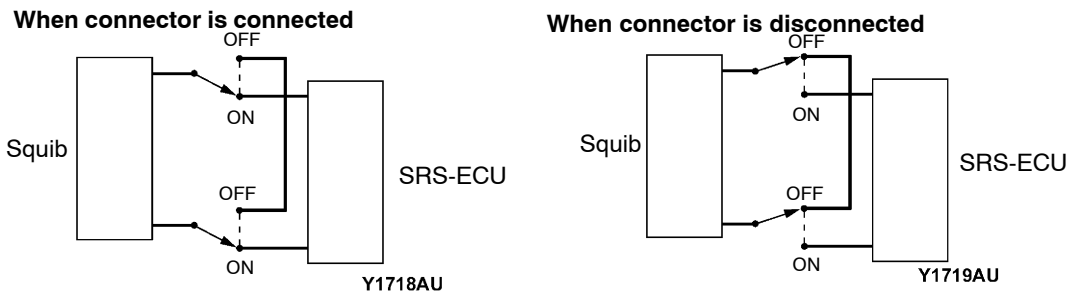 When connector is connected
OFF
ON
Squib
SRS-ECU
OFF
ON
Y1718AU
When connector is disconnected
OFF
ON
Squib
SRS-ECU
OFF
ON
Y1719AU